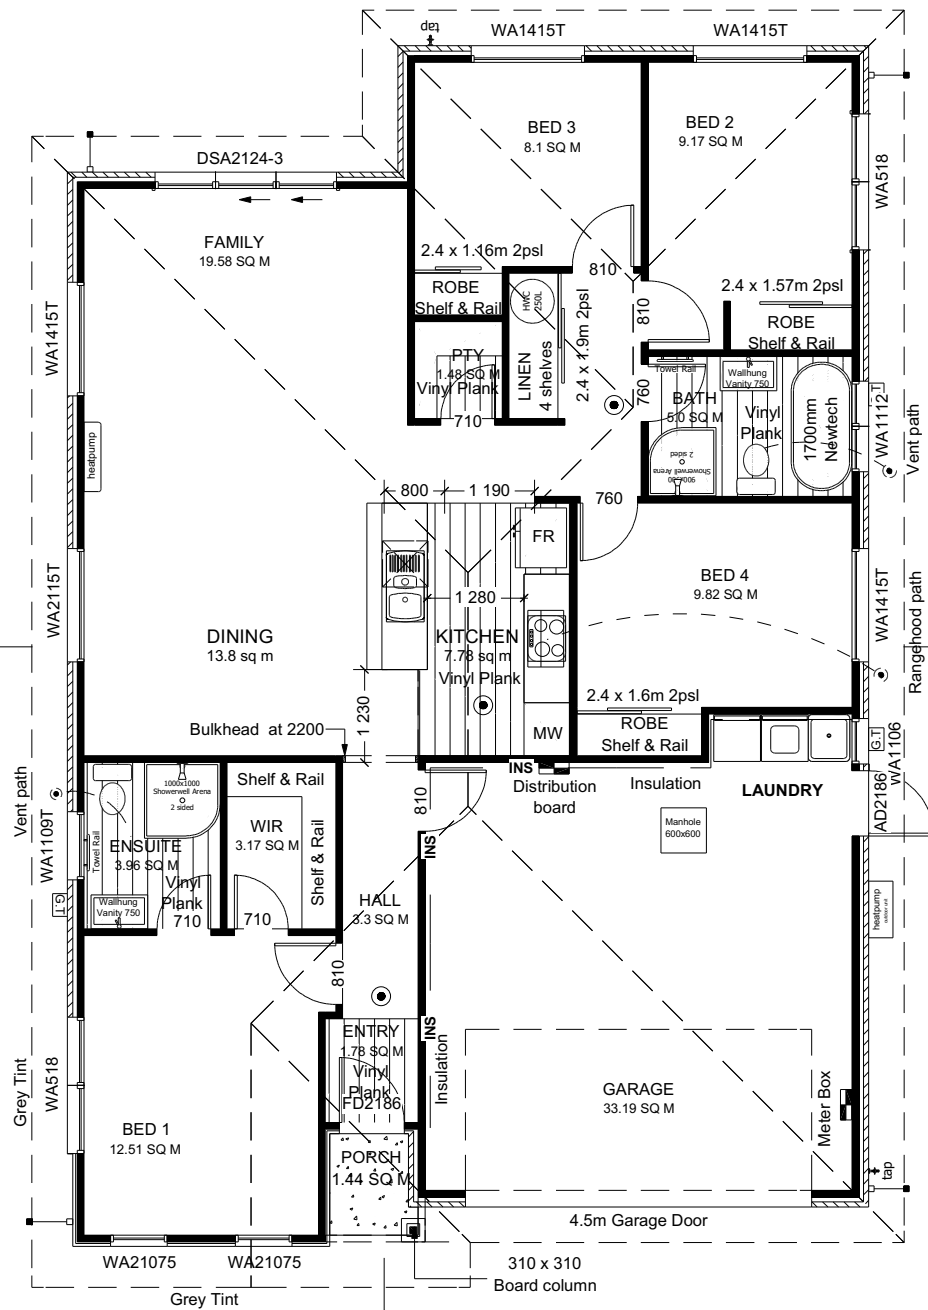 tap
WA1415T
WA1415T
BED 3
8.1 SQ M
BED 2
9.17 SQ M
DSA2124-3
WA518
FAMILY
19.58 SQ M
2.4 x 1.16m 2psl
810
ROBE
Shelf & Rail
HWC
250L
2.4 x 1.9m 2psl
810
2.4 x 1.57m 2psl
ROBE
Shelf & Rail
WA1415T
PTY
1.48 SQ M
Vinyl Plank
710
LINEN
4 shelves
760
Towel Rail
BATH
5.0 SQ M
Wallhung
Vanity 750
Vinyl
Plank
1700mm
Newtech
G.T
WA1112T
Vent path
900x900
Showerwell Arena
2 sided
heatpump
800
1 190
760
FR
BED 4
9.82 SQ M
WA1415T
Rangehood path
WA2115T
1 280
DINING
13.8 sq m
KITCHEN
7.78 sq m
Vinyl Plank
2.4 x 1.6m 2psl
ROBE
Shelf & Rail
1 230
Bulkhead at 2200
MW
G.T
WA1106
INS
Distribution
board
Insulation
LAUNDRY
AD2186
Vent path
WA1109T
1000x1000
Showerwell Arena
2 sided
Shelf & Rail
WIR
3.17 SQ M
Shelf & Rail
810
INS
Manhole
600x600
Towel Rail
ENSUITE
3.96 SQ M
Vinyl
Plank
Wallhung
Vanity 750
710
710
G.T
HALL
3.3 SQ M
heatpump
outdoor unit
810
ENTRY
1.78 SQ M
Vinyl
Plank
FD2186
INS
Insulation
Grey Tint
WA518
BED 1
12.51 SQ M
GARAGE
33.19 SQ M
Meter Box
PORCH
1.44 SQ M
tap
4.5m Garage Door
WA21075
WA21075
310 x 310
Board column
Grey Tint